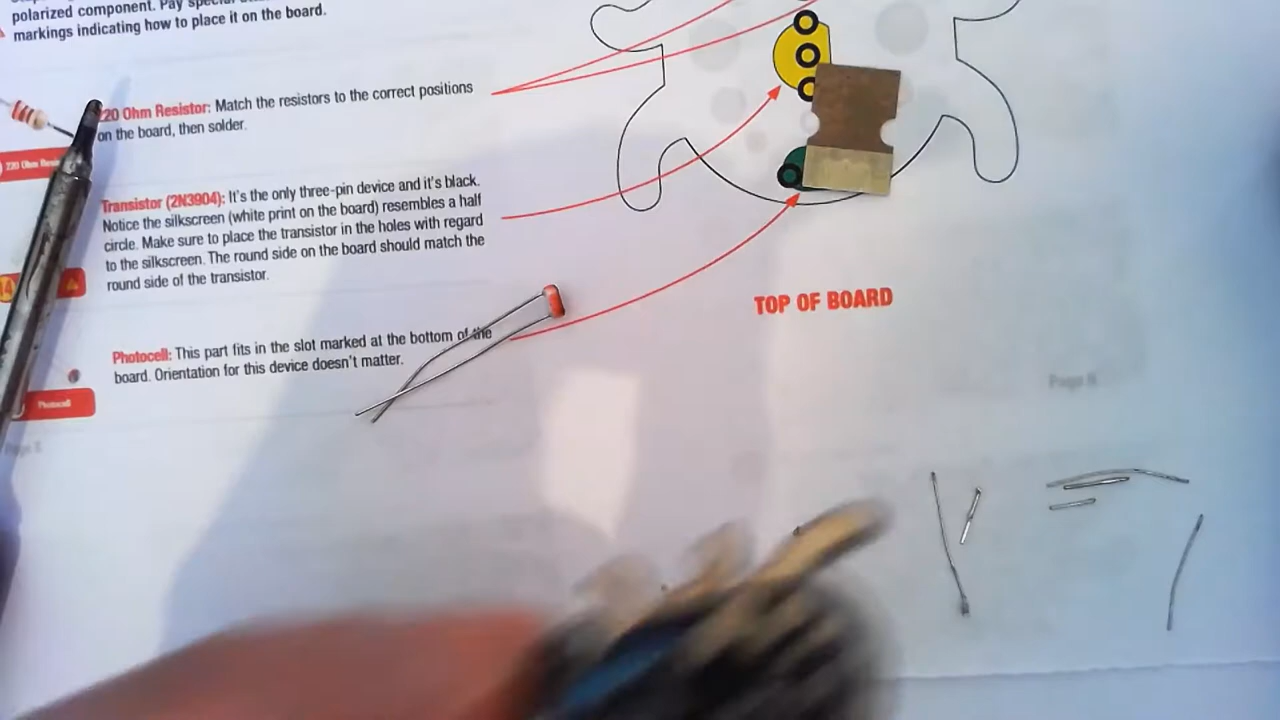 polarized component. Pay
markings indicating how to place it on the board.
220 Ohm Resistor: Match the resistors to the correct positions
on the board, then solder.
220 Ohm
Transistor (2N3904): It's the only three-pin device and it's black.
Notice the silkscreen (white print on the board) resembles a half
circle. Make sure to place the transistor in the holes with regard
to the silkscreen. The round side on the board should match the
round side of the transistor.
14
TOP OF BOARD
Photocell: This part fits in the slot marked at the bottom of the
board. Orientation for this device doesn't matter.
Photocell